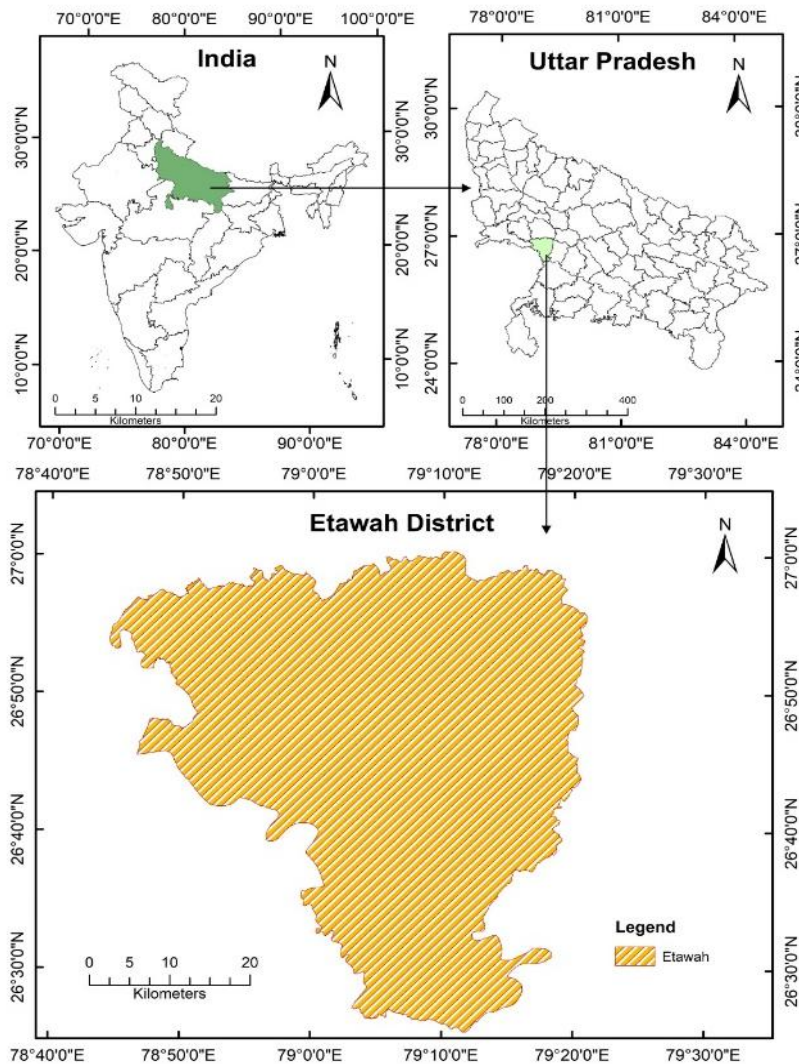 70°0'0"E 80°0'0"E 90°0'0"E 100°0'0"E
India
N
30°0'0"N
20°0'0"N
10°0'0"N
30°0'0"N
20°0'0"N
10°0'0"N
0 5 10 15 20
Kilometers
70°0'0"E 80°0'0"E 90°0'0"E
78°0'0"E 81°0'0"E 84°0'0"E
Uttar Pradesh
N
30°0'0"N
27°0'0"N
24°0'0"N
0 100 200 400
Kilometers
78°0'0"E 81°0'0"E 84°0'0"E
78°40'0"E 78°50'0"E 79°0'0"E 79°10'0"E 79°20'0"E 79°30'0"E
Etawah District
N
27°0'0"N
26°50'0"N
26°40'0"N
26°30'0"N
27°0'0"N
26°50'0"N
26°40'0"N
26°30'0"N
Legend
Etawah
0 5 10 20
Kilometers
78°40'0"E 78°50'0"E 79°0'0"E 79°10'0"E 79°20'0"E 79°30'0"E